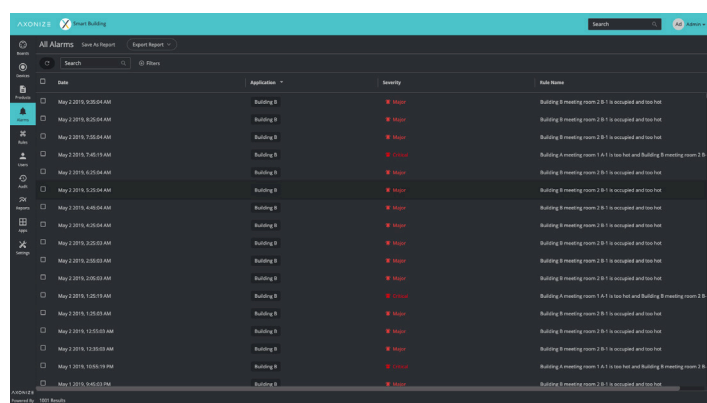 AXONIZE Smart Building Search Ad Admin
All Alarms Save As Report Export Report
Boards
Search Filters
Devices
Date Application Severity Rule Name
Products
May 2 2019, 9:35:04 AM Building B Major Building B meeting room 2 B-1 is occupied and too hot
Alarms
May 2 2019, 8:25:04 AM Building B Major Building B meeting room 2 B-1 is occupied and too hot
Rules
May 2 2019, 7:55:04 AM Building B Major Building B meeting room 2 B-1 is occupied and too hot
May 2 2019, 7:45:19 AM Building B Critical Building A meeting room 1 A-1 is too hot and Building B meeting room 2 B-
Users
May 2 2019, 6:25:04 AM Building B Major Building B meeting room 2 B-1 is occupied and too hot
Audit
May 2 2019, 5:25:04 AM Building B Major Building B meeting room 2 B-1 is occupied and too hot
Reports
May 2 2019, 4:45:04 AM Building B Major Building B meeting room 2 B-1 is occupied and too hot
Apps
May 2 2019, 4:25:04 AM Building B Major Building B meeting room 2 B-1 is occupied and too hot
Settings
May 2 2019, 3:25:03 AM Building B Major Building B meeting room 2 B-1 is occupied and too hot
May 2 2019, 2:55:03 AM Building B Major Building B meeting room 2 B-1 is occupied and too hot
May 2 2019, 2:05:03 AM Building B Major Building B meeting room 2 B-1 is occupied and too hot
May 2 2019, 1:25:19 AM Building B Critical Building A meeting room 1 A-1 is too hot and Building B meeting room 2 B-
May 2 2019, 1:25:03 AM Building B Major Building B meeting room 2 B-1 is occupied and too hot
May 2 2019, 12:55:03 AM Building B Major Building B meeting room 2 B-1 is occupied and too hot
May 2 2019, 12:35:03 AM Building B Major Building B meeting room 2 B-1 is occupied and too hot
May 1 2019, 10:55:19 PM Building B Critical Building A meeting room 1 A-1 is too hot and Building B meeting room 2 B-
May 1 2019, 9:45:03 PM Building B Major Building B meeting room 2 B-1 is occupied and too hot
AXONIZE
Powered By 1001 Results